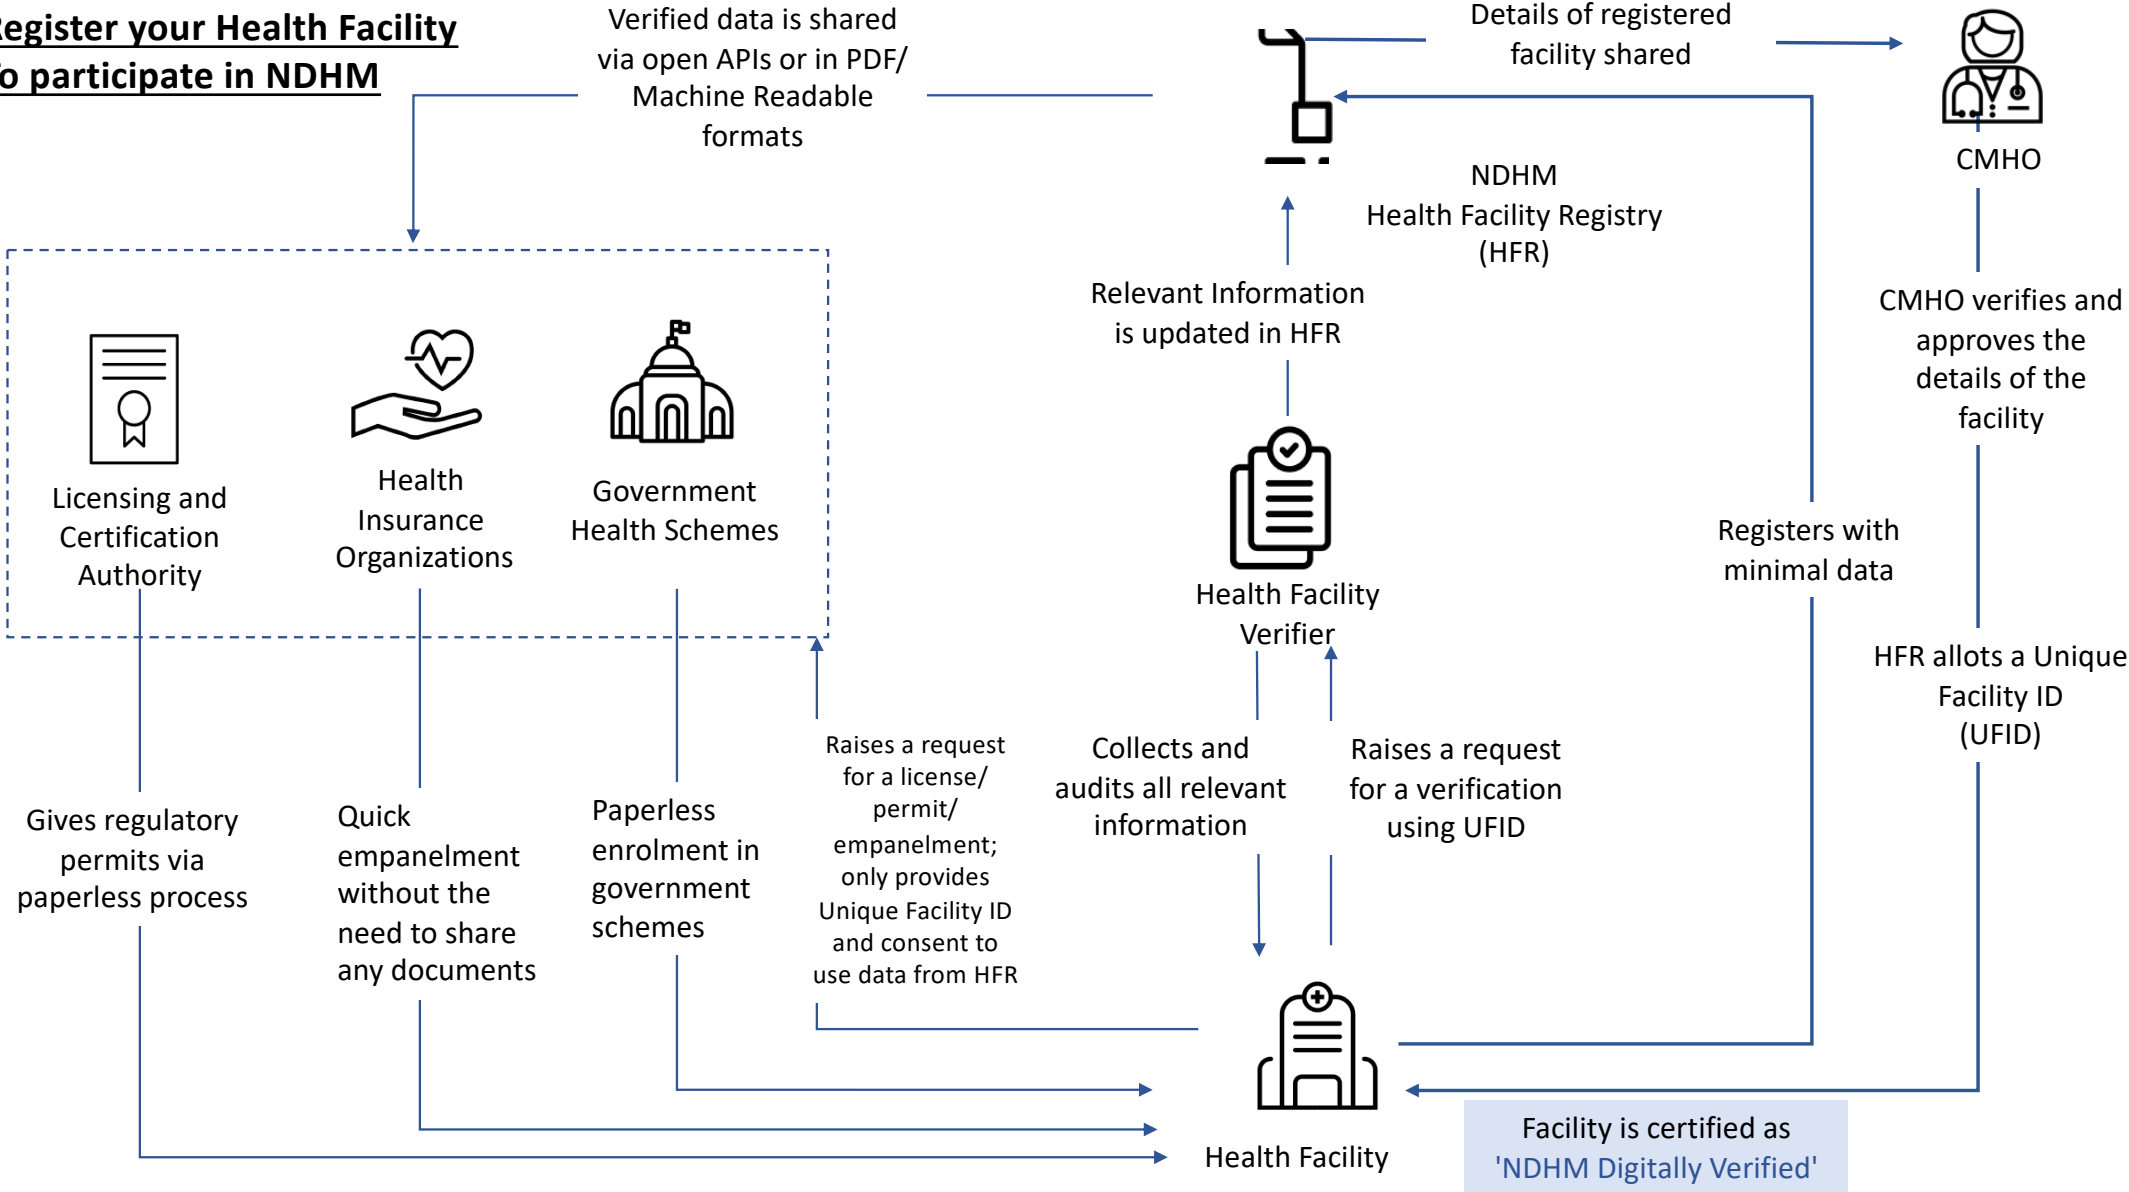 Register your Health Facility
To participate in NDHM
Verified data is shared
via open APIs or in PDF/
Machine Readable
formats
Details of registered
facility shared
CMHO
NDHM
Health Facility Registry
(HFR)
Relevant Information
is updated in HFR
CMHO verifies and
approves the
details of the
facility
Licensing and
Certification
Authority
Health
Insurance
Organizations
Government
Health Schemes
Health Facility
Verifier
Registers with
minimal data
HFR allots a Unique
Facility ID
(UFID)
Gives regulatory
permits via
paperless process
Quick
empanelment
without the
need to share
any documents
Paperless
enrolment in
government
schemes
Raises a request
for a license/
permit/
empanelment;
only provides
Unique Facility ID
and consent to
use data from HFR
Collects and
audits all relevant
information
Raises a request
for a verification
using UFID
Health Facility
Facility is certified as
'NDHM Digitally Verified'